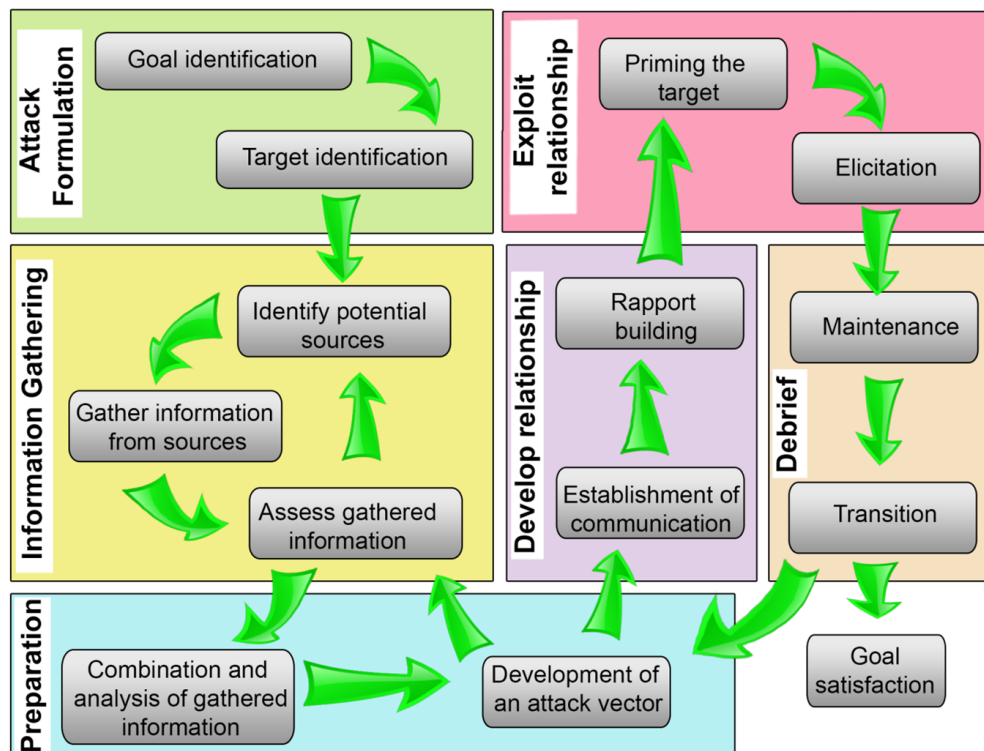 Attack
Formulation
Goal identification
Target identification
Information Gathering
Identify potential
sources
Gather information
from sources
Assess gathered
information
Preparation
Combination and
analysis of gathered
information
Development of
an attack vector
Develop relationship
Establishment of
communication
Rapport
building
Exploit
relationship
Priming the
target
Elicitation
Debrief
Maintenance
Transition
Goal
satisfaction